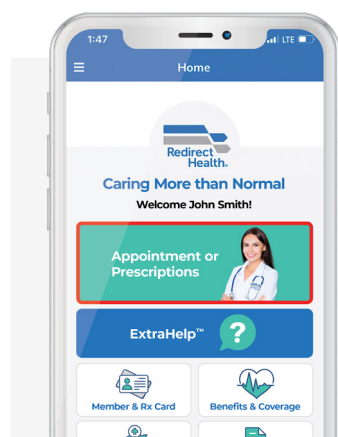 1:47
LTE
Home
Redirect
Health®
Caring More than Normal
Welcome John Smith!
Appointment or
Prescriptions
ExtraHelp™
?
Member & Rx Card
Benefits & Coverage